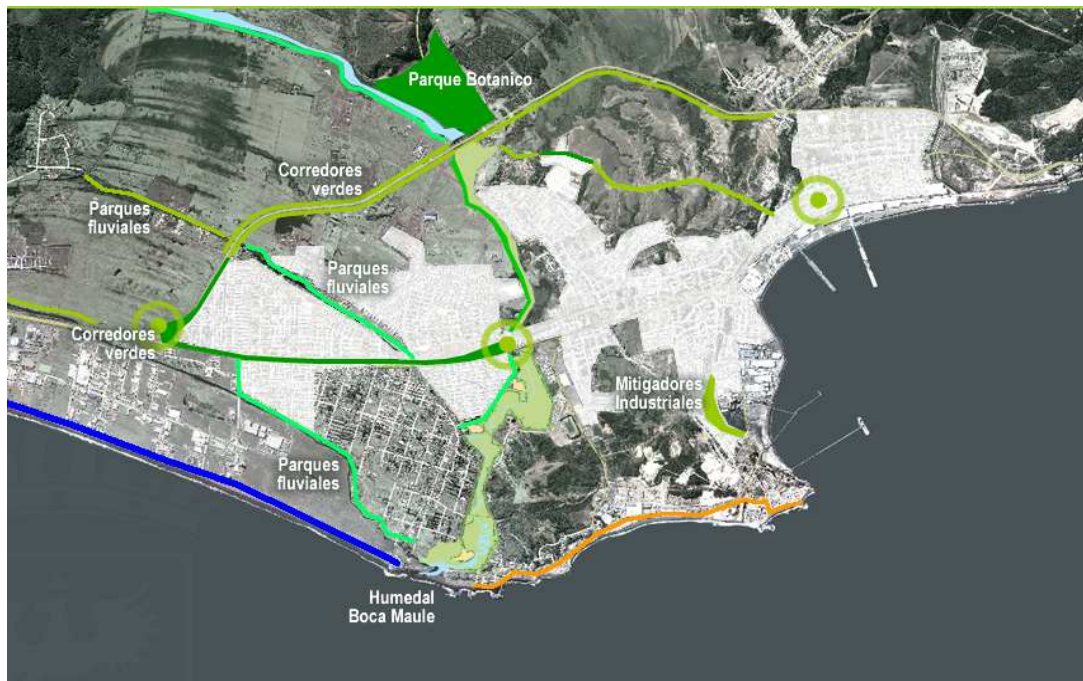 Parque Botanico
Corredores
verdes
Parques
fluviales
Parques
fluviales
Corredores
verdes
Mitigadores
Industriales
Parques
fluviales
Humedal
Boca Maule